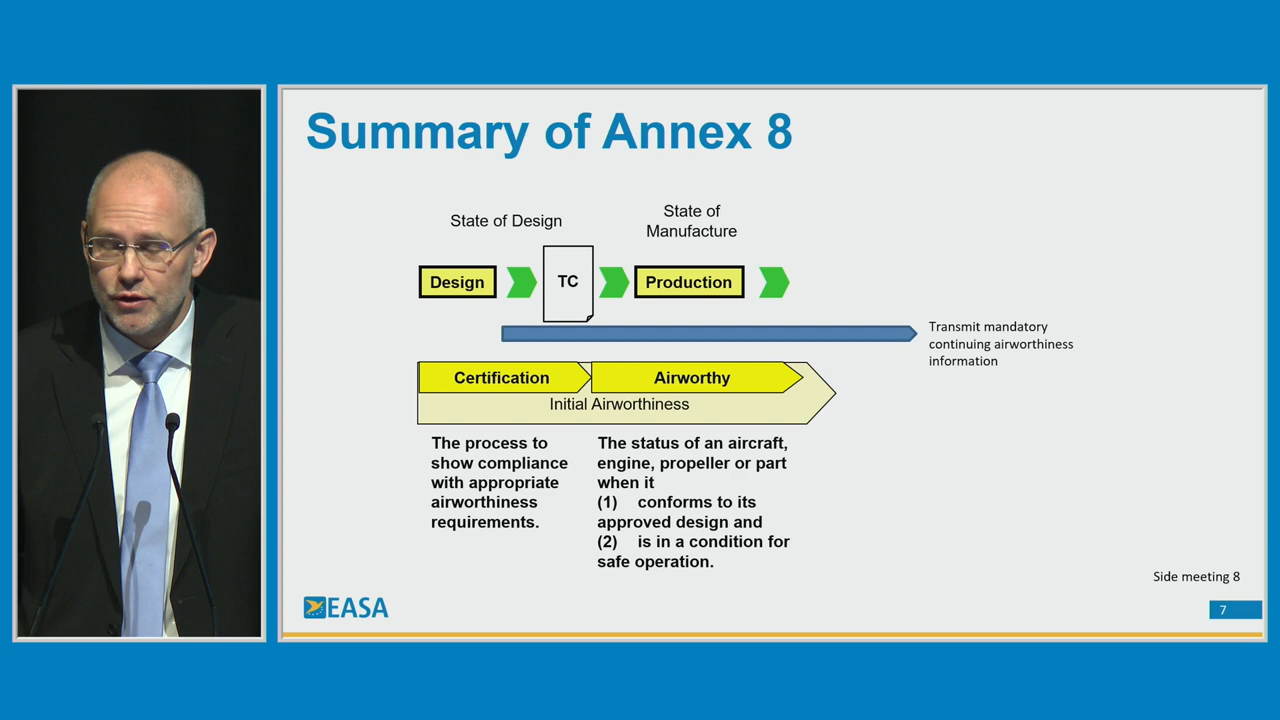 Summary of Annex 8
State of Design
State of
Manufacture
Design
TC
Production
Transmit mandatory
continuing airworthiness
information
Certification
Airworthy
Initial Airworthiness
The process to
show compliance
with appropriate
airworthiness
requirements.
The status of an aircraft,
engine, propeller or part
when it
(1) conforms to its
approved design and
(2) is in a condition for
safe operation.
Side meeting 8
EASA
7